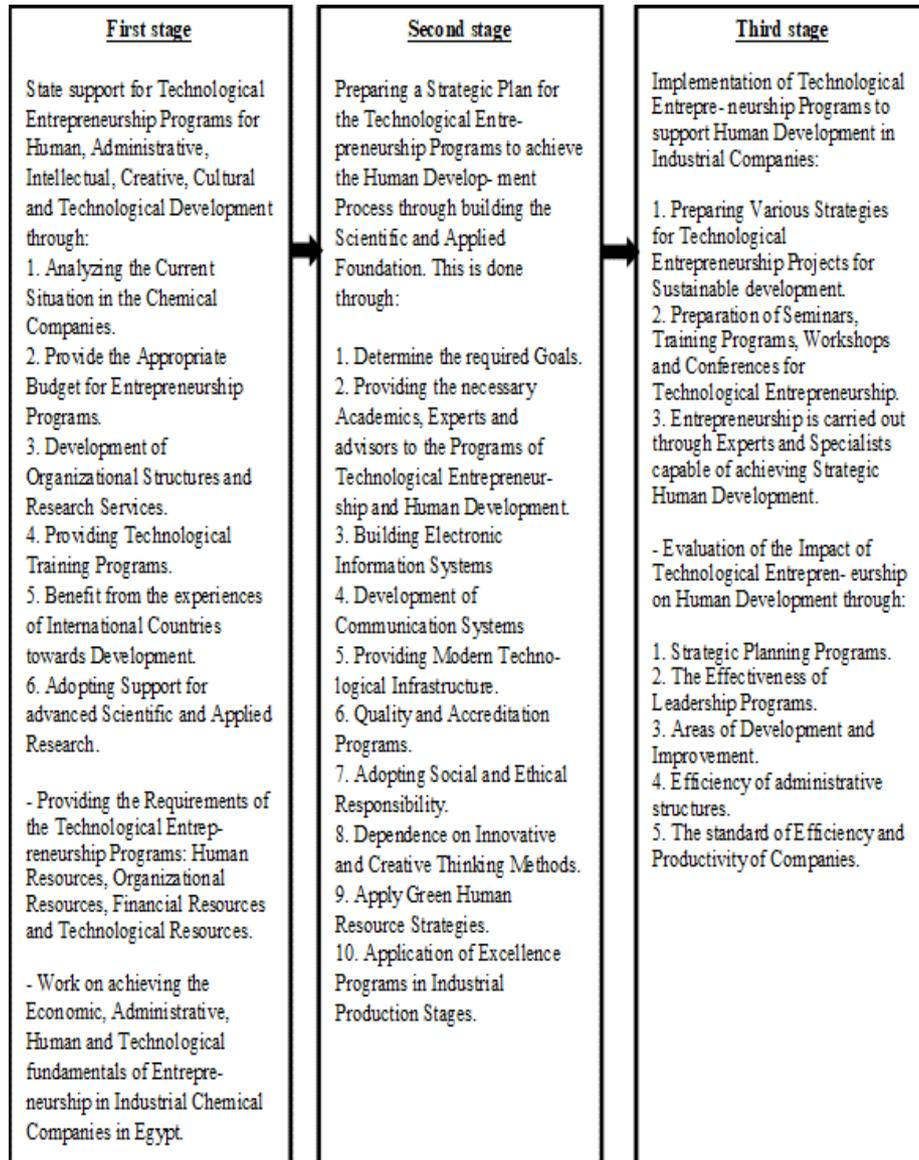 First stage
State support for Technological
Entrepreneurship Programs for
Human, Administrative,
Intellectual, Creative, Cultural
and Technological Development
through:
1. Analyzing the Current
Situation in the Chemical
Companies.
2. Provide the Appropriate
Budget for Entrepreneurship
Programs.
3. Development of
Organizational Structures and
Research Services.
4. Providing Technological
Training Programs.
5. Benefit from the experiences
of International Countries
towards Development.
6. Adopting Support for
advanced Scientific and Applied
Research.
- Providing the Requirements of
the Technological Entrep-
reneurship Programs: Human
Resources, Organizational
Resources, Financial Resources
and Technological Resources.
- Work on achieving the
Economic, Administrative,
Human and Technological
fundamentals of Entrepre-
neurship in Industrial Chemical
Companies in Egypt.
Second stage
Preparing a Strategic Plan for
the Technological Entre-
preneurship Programs to achieve
the Human Develop- ment
Process through building the
Scientific and Applied
Foundation. This is done
through:
1. Determine the required Goals.
2. Providing the necessary
Academics, Experts and
advisors to the Programs of
Technological Entrepreneur-
ship and Human Development.
3. Building Electronic
Information Systems
4. Development of
Communication Systems
5. Providing Modern Techno-
logical Infrastructure.
6. Quality and Accreditation
Programs.
7. Adopting Social and Ethical
Responsibility.
8. Dependence on Innovative
and Creative Thinking Methods.
9. Apply Green Human
Resource Strategies.
10. Application of Excellence
Programs in Industrial
Production Stages.
Third stage
Implementation of Technological
Entrepre- neurship Programs to
support Human Development in
Industrial Companies:
1. Preparing Various Strategies
for Technological
Entrepreneurship Projects for
Sustainable development.
2. Preparation of Seminars,
Training Programs, Workshops
and Conferences for
Technological Entrepreneurship.
3. Entrepreneurship is carried out
through Experts and Specialists
capable of achieving Strategic
Human Development.
- Evaluation of the Impact of
Technological Entrepren- eurship
on Human Development through:
1. Strategic Planning Programs.
2. The Effectiveness of
Leadership Programs.
3. Areas of Development and
Improvement.
4. Efficiency of administrative
structures.
5. The standard of Efficiency and
Productivity of Companies.